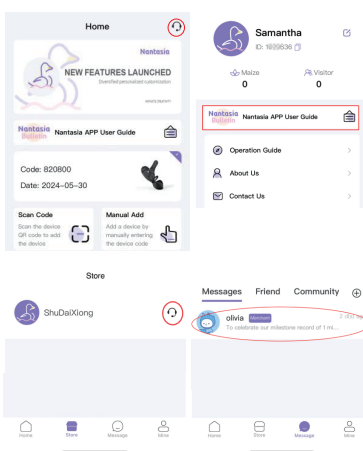 Home
Nantasia
NEW FEATURES LAUNCHED
Diversified personalized customization
Nantasia
Bulletin
Nantasia APP User Guide
Code: 820800
Date: 2024-05-30
Scan Code
Scan the device
QR code to add
the device
Manual Add
Add a device by
manually entering
the device code
Samantha
ID: 1699836
Maize
0
Visitor
0
Nantasia
Bulletin
Nantasia APP User Guide
Operation Guide
About Us
Contact Us
Store
ShuDaiXiong
Home
Store
Message
Mine
Messages
Friend
Community
olivia
Merchant
To celebrate our milestone record of 1 mi...
Home
Store
Message
Mine